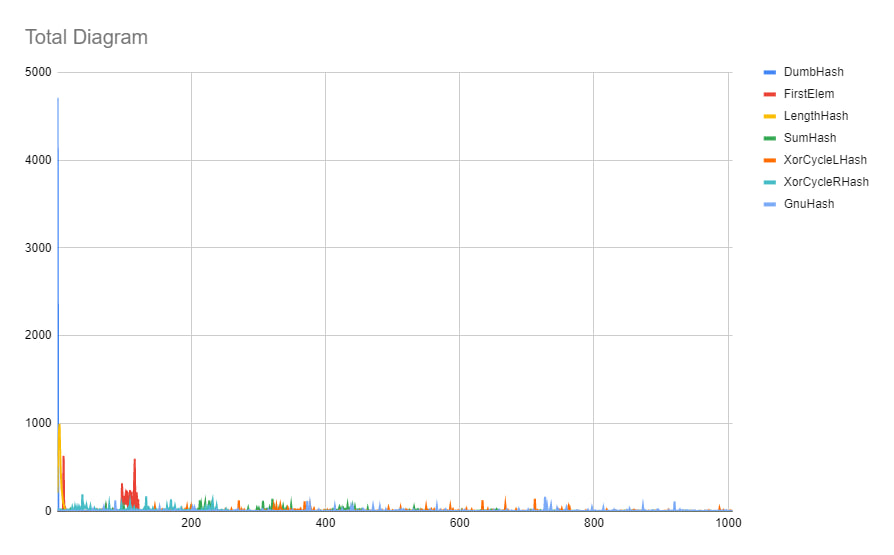 Total Diagram
5000
4000
3000
2000
1000
0
200
400
600
800
1000
DumbHash
FirstElem
LengthHash
SumHash
XorCycleLHash
XorCycleRHash
GnuHash